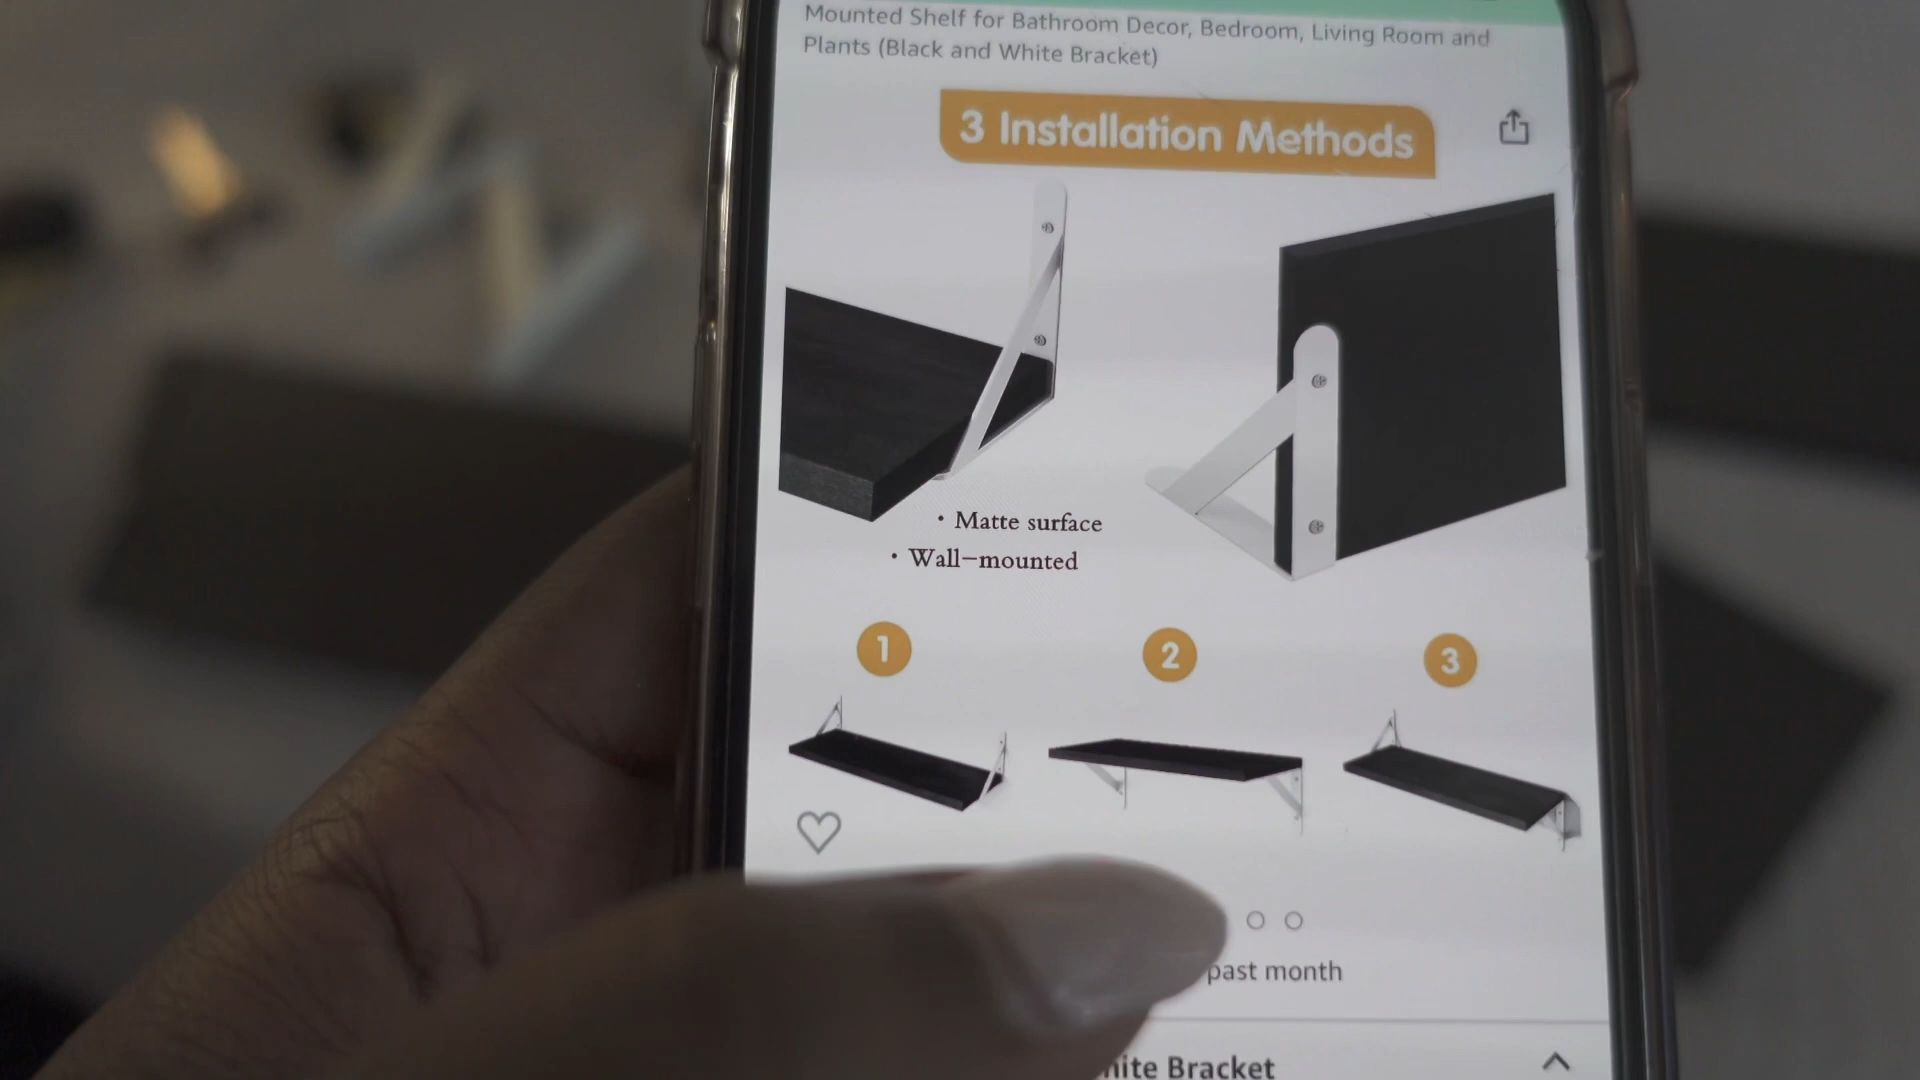 Mounted Shelf for Bathroom Decor, Bedroom, Living Room and
Plants (Black and White Bracket)
3 Installation Methods
• Matte surface
• Wall-mounted
1
2
3
past month
Bracket